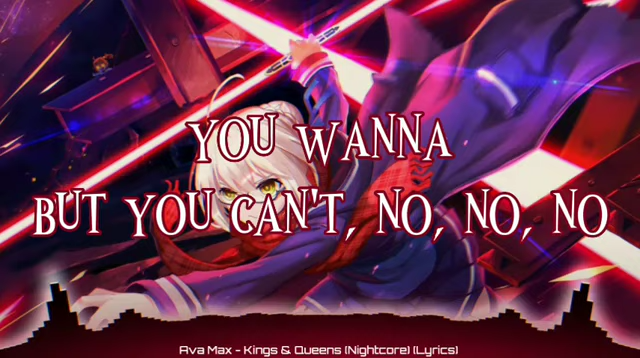 YOU WANNA
BUT YOU CAN'T, NO, NO, NO
Ava Max - Kings & Queens (Nightcore) (Lyrics)